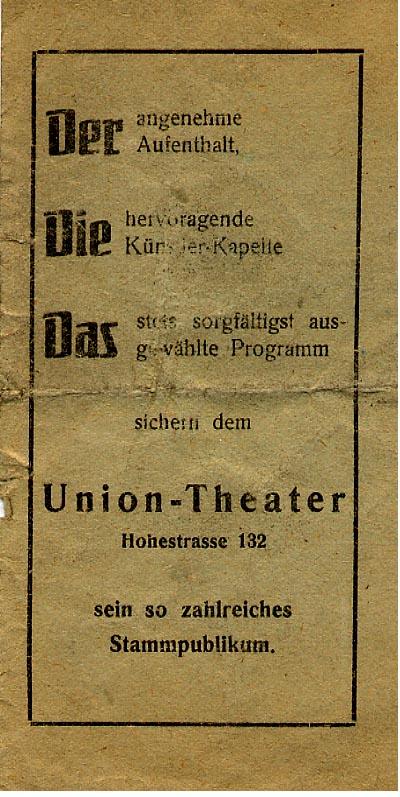 Der angenehme
Aufenthalt,
Die hervoragende
Künstler-Kapelle
Das stets sorgfältigst aus-
gewählte Programm
sichern dem
Union-Theater
Hohestrasse 132
sein so zahlreiches
Stammpublikum.